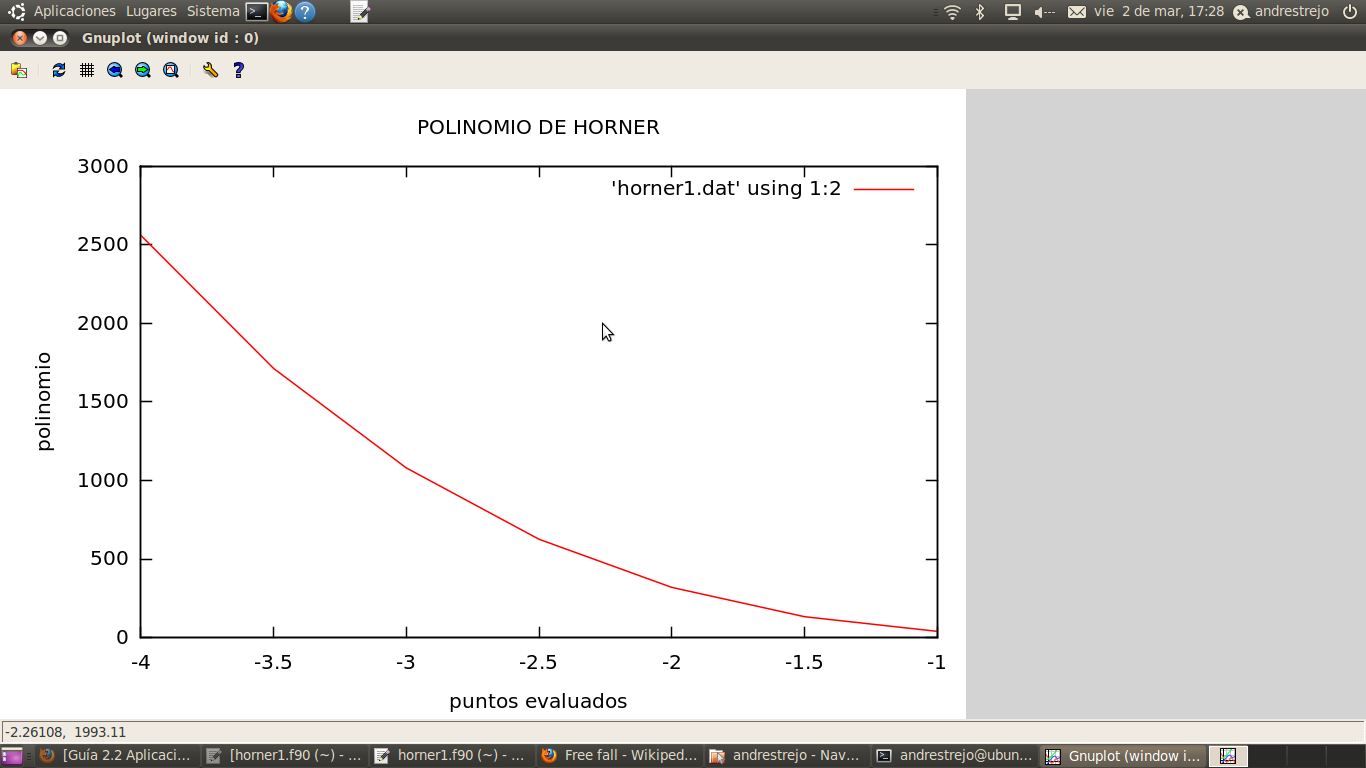 Aplicaciones Lugares Sistema vie 2 de mar, 17:28 andrestrejo
Gnuplot (window id : 0)
POLINOMIO DE HORNER
'horner1.dat' using 1:2
3000
2500
2000
1500
1000
500
0
polinomio
-4 -3.5 -3 -2.5 -2 -1.5 -1
puntos evaluados
-2.26108, 1993.11
[Guía 2.2 Aplicaci... [horner1.f90 (~) - ... horner1.f90 (~) - ... Free fall - Wikiped... andrestrejo - Nav... andrestrejo@ubun... Gnuplot (window i...